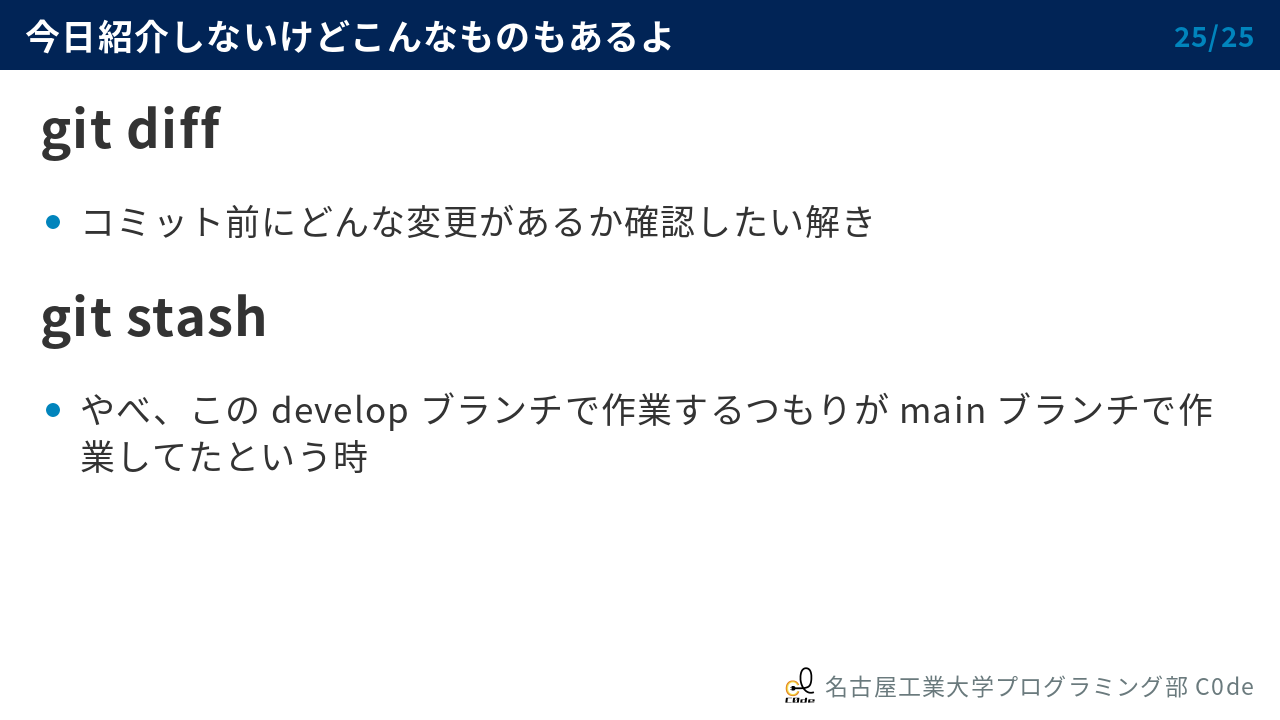 今日紹介しないけどこんなものもあるよ
25/25
git diff
コミット前にどんな変更があるか確認したい解き
git stash
やべ、この develop ブランチで作業するつもりが main ブランチで作
業してたという時
C0de
名古屋工業大学プログラミング部 C0de